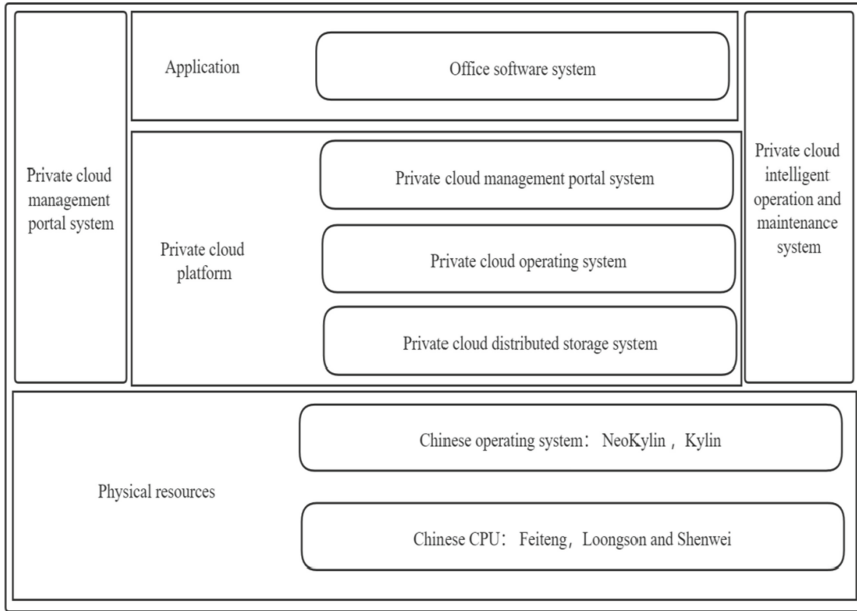 Private cloud
management
portal system
Application
Office software system
Private cloud
platform
Private cloud management portal system
Private cloud operating system
Private cloud distributed storage system
Private cloud
intelligent
operation and
maintenance
system
Physical resources
Chinese operating system： NeoKylin ，Kylin
Chinese CPU： Feiteng，Loongson and Shenwei